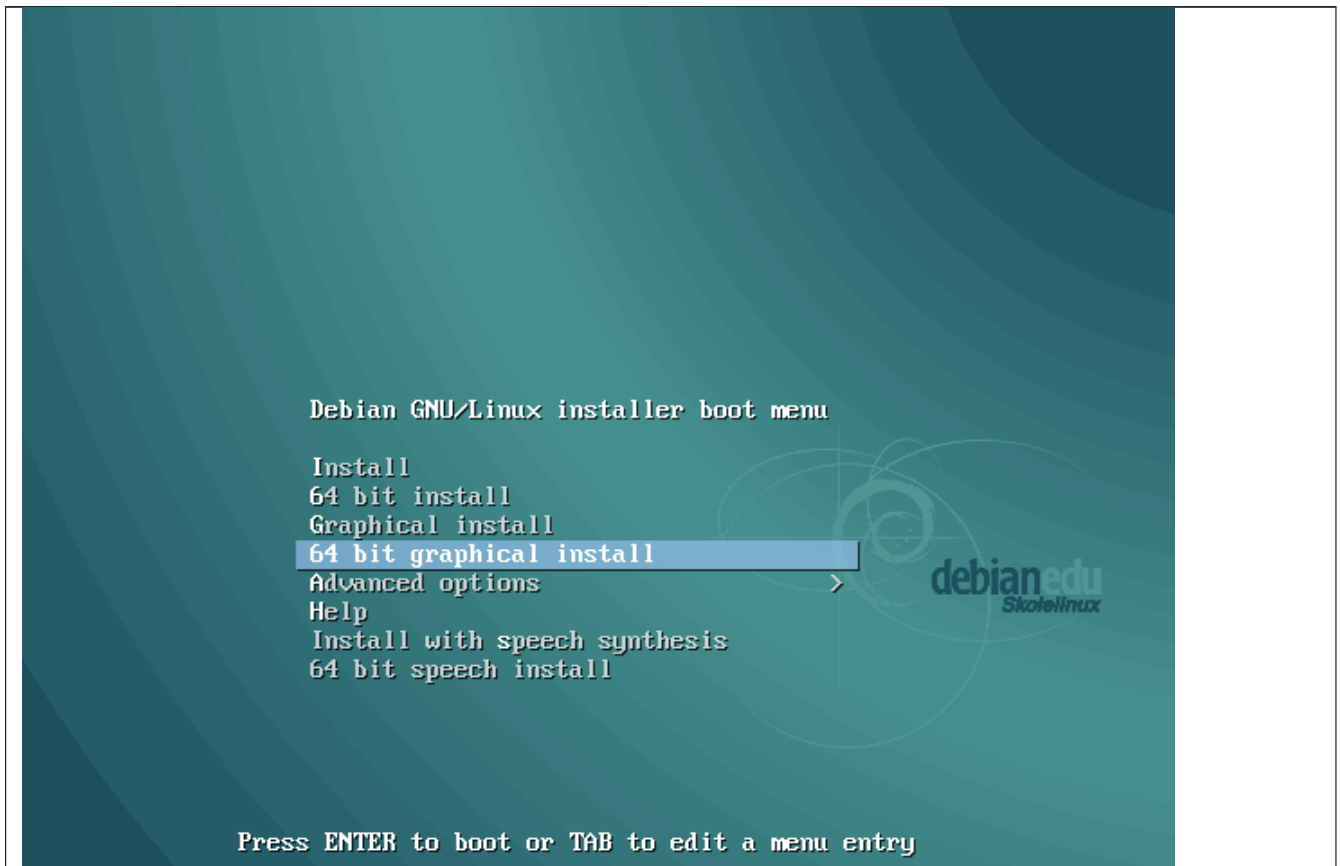 Debian GNU/Linux installer boot menu
Install
64 bit install
Graphical install
64 bit graphical install
Advanced options >
Help
Install with speech synthesis
64 bit speech install
debianedu
Skolelinux
Press ENTER to boot or TAB to edit a menu entry